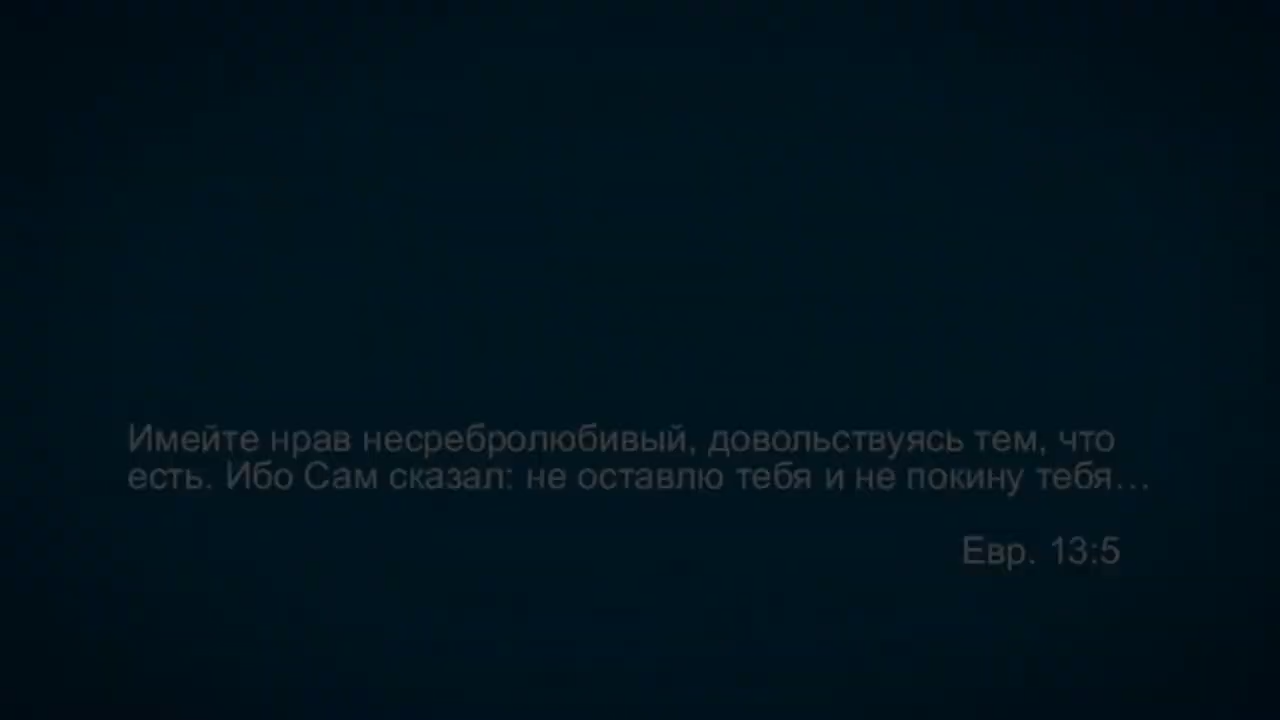 Имейте нрав несребролюбивый, довольствуясь тем, что
есть. Ибо Сам сказал: не оставлю тебя и не покину тебя…
Евр. 13:5